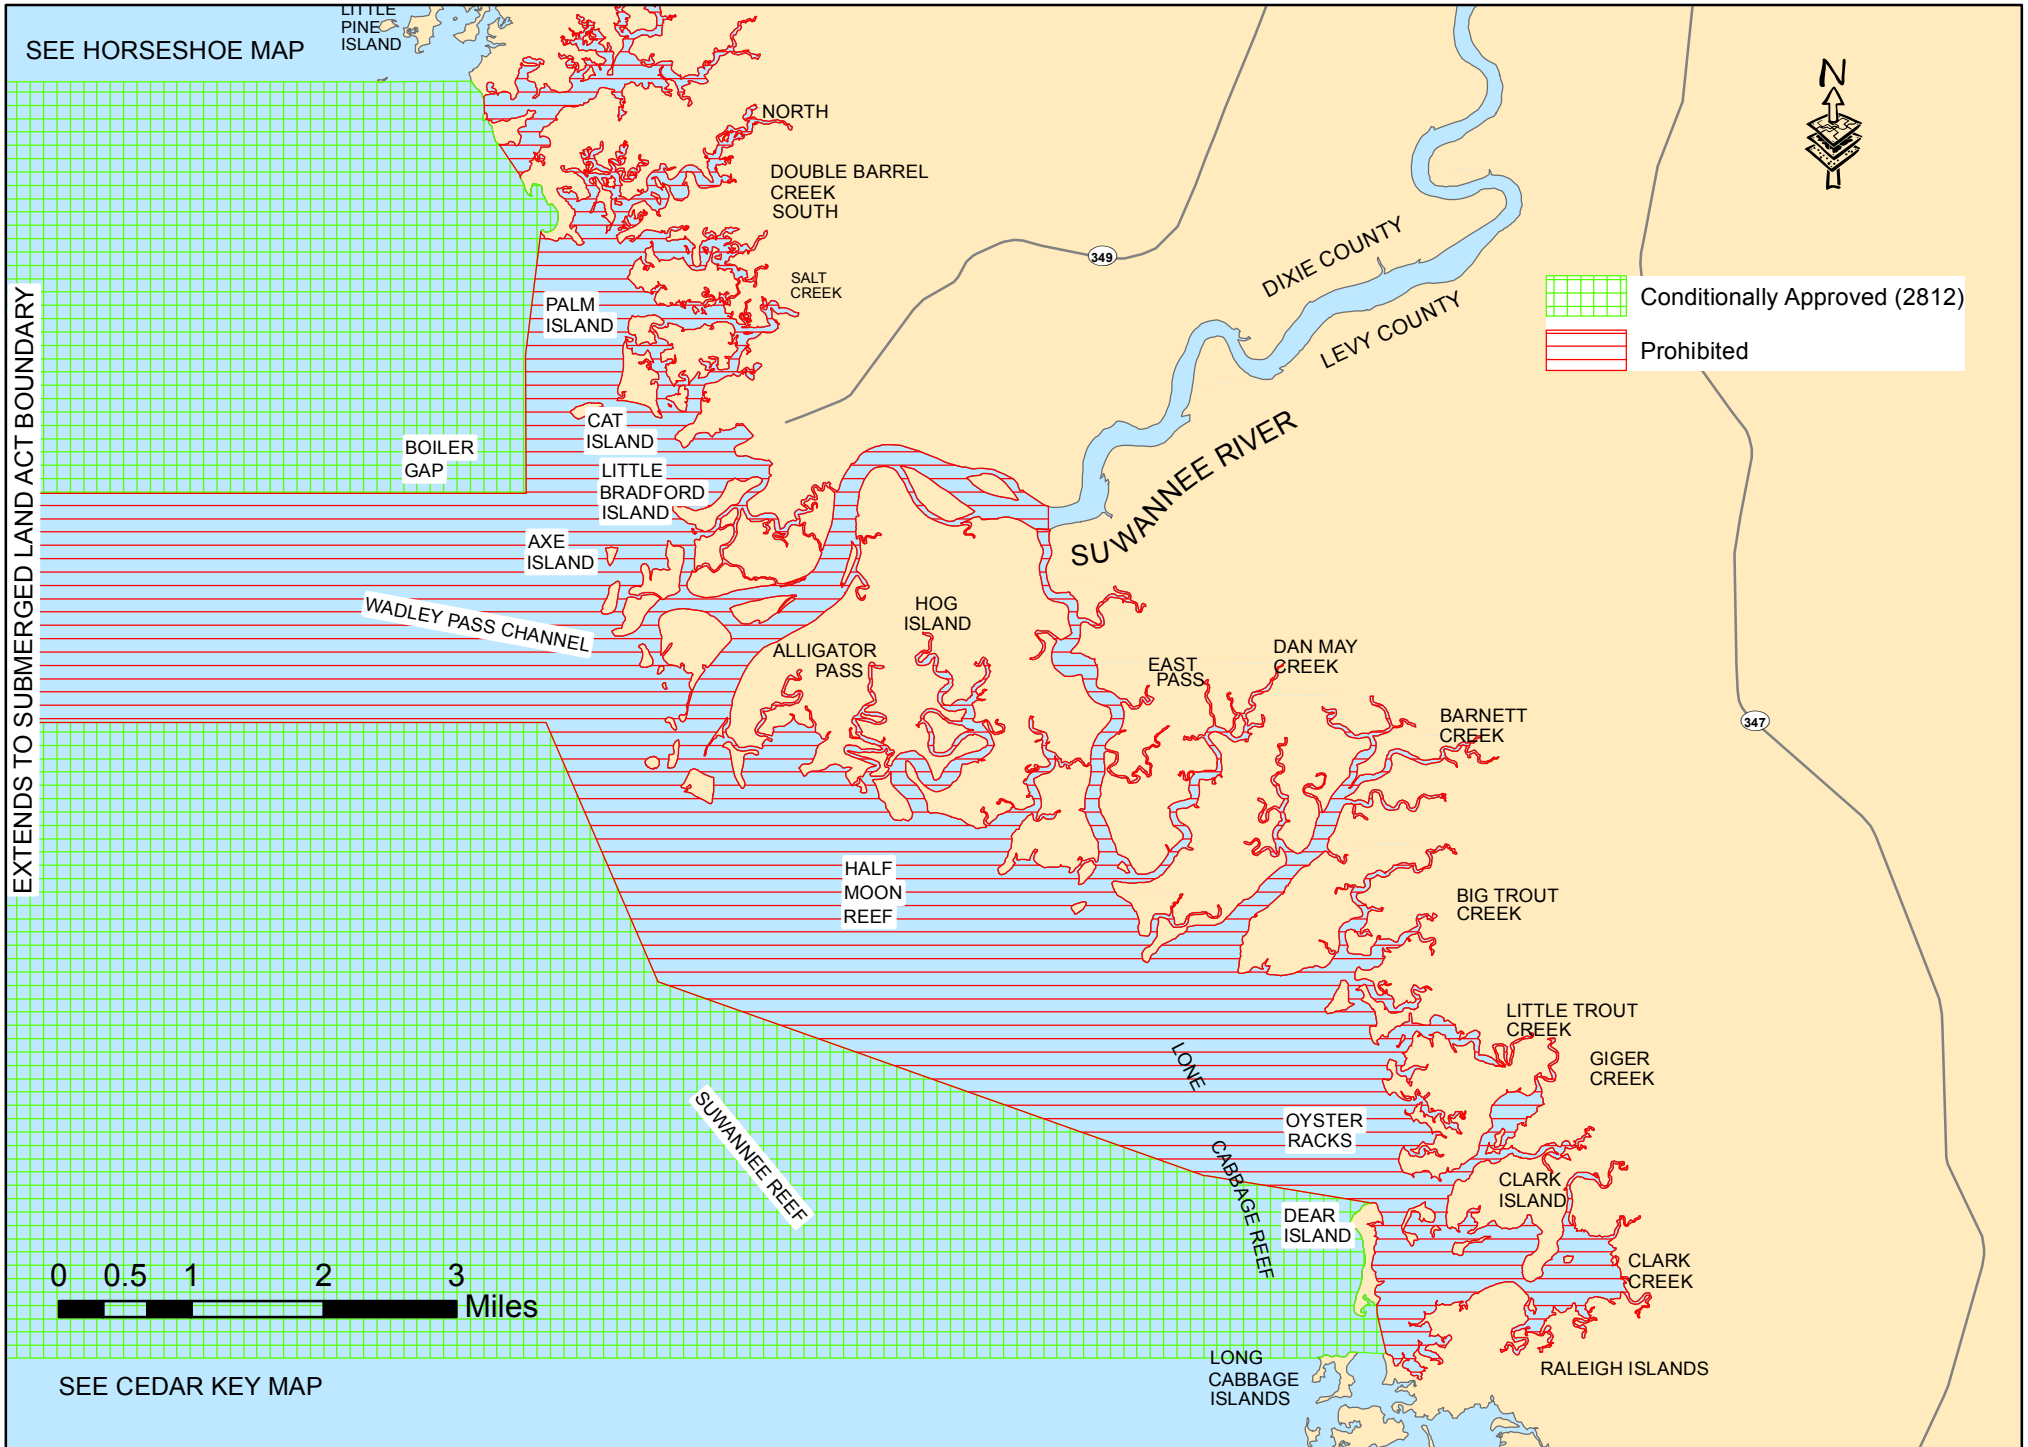 LITTLE
PINE
ISLAND
SEE HORSESHOE MAP
N
NORTH
DOUBLE BARREL
CREEK
SOUTH
349
DIXIE COUNTY
LEVY COUNTY
SALT
CREEK
Conditionally Approved (2812)
Prohibited
PALM
ISLAND
EXTENDS TO SUBMERGED LAND ACT BOUNDARY
CAT
ISLAND
BOILER
GAP
LITTLE
BRADFORD
ISLAND
SUWANNEE RIVER
AXE
ISLAND
WADLEY PASS CHANNEL
HOG
ISLAND
ALLIGATOR
PASS
EAST
PASS
DAN MAY
CREEK
BARNETT
CREEK
347
HALF
MOON
REEF
BIG TROUT
CREEK
LITTLE TROUT
CREEK
GIGER
CREEK
LONE
CABBAGE REEF
OYSTER
RACKS
SUWANNEE REEF
CLARK
ISLAND
DEAR
ISLAND
CLARK
CREEK
0 0.5 1 2 3
Miles
LONG
CABBAGE
ISLANDS
RALEIGH ISLANDS
SEE CEDAR KEY MAP